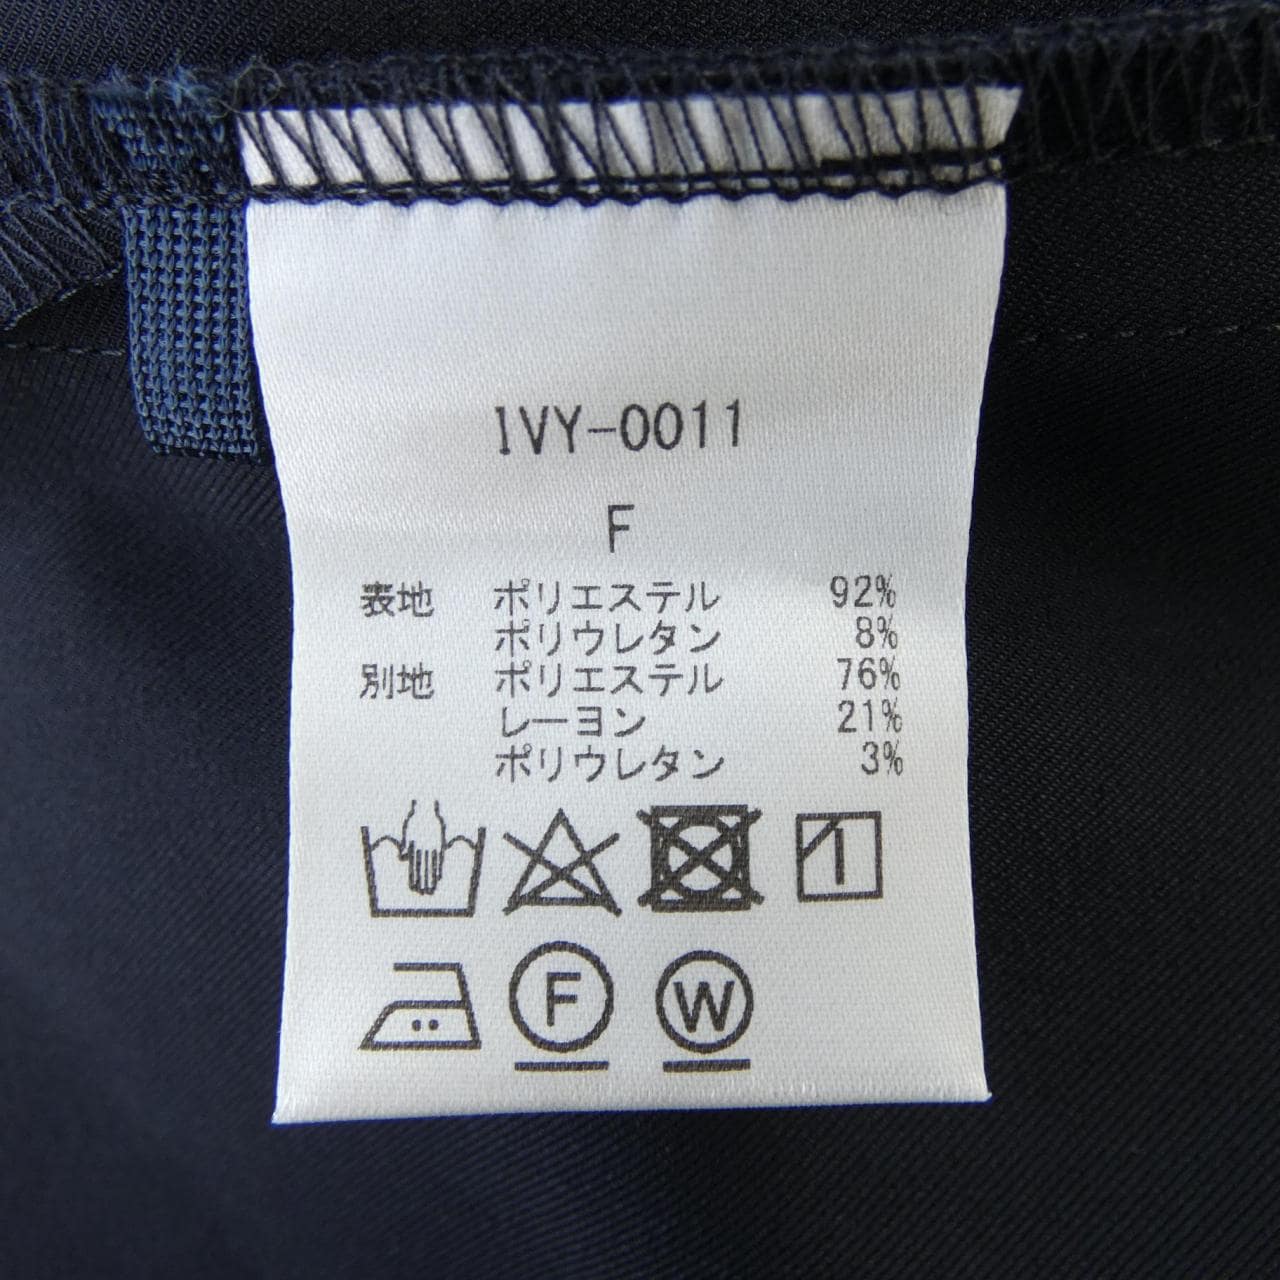 IVY-0011
F
表地 ポリエステル 92%
ポリウレタン 8%
別地 ポリエステル 76%
レーヨン 21%
ポリウレタン 3%
F W